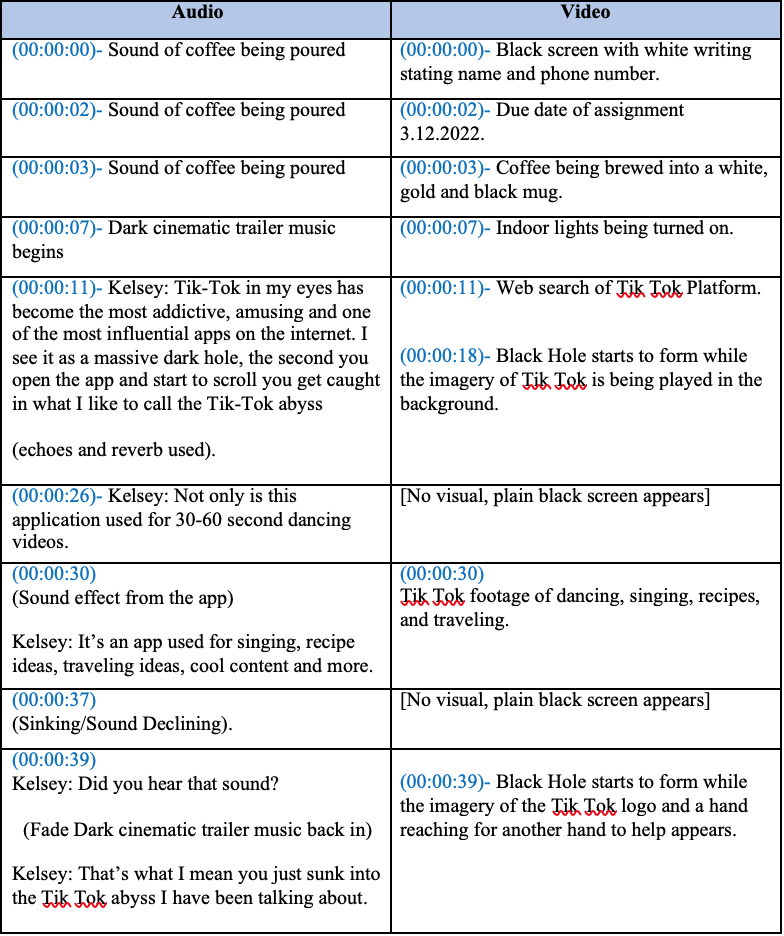 Audio
Video
(00:00:00)- Sound of coffee being poured
(00:00:00)- Black screen with white writing
stating name and phone number.
(00:00:02)- Sound of coffee being poured
(00:00:02)- Due date of assignment
3.12.2022.
(00:00:03)- Sound of coffee being poured
(00:00:03)- Coffee being brewed into a white,
gold and black mug.
(00:00:07)- Dark cinematic trailer music
begins
(00:00:07)- Indoor lights being turned on.
(00:00:11)- Kelsey: Tik-Tok in my eyes has
become the most addictive, amusing and one
of the most influential apps on the internet. I
see it as a massive dark hole, the second you
open the app and start to scroll you get caught
in what I like to call the Tik-Tok abyss
(echoes and reverb used).
(00:00:11)- Web search of Tik Tok Platform.
(00:00:18)- Black Hole starts to form while
the imagery of Tik Tok is being played in the
background.
(00:00:26)- Kelsey: Not only is this
application used for 30-60 second dancing
videos.
[No visual, plain black screen appears]
(00:00:30)
(Sound effect from the app)
Kelsey: It’s an app used for singing, recipe
ideas, traveling ideas, cool content and more.
(00:00:30)
Tik Tok footage of dancing, singing, recipes,
and traveling.
(00:00:37)
(Sinking/Sound Declining).
[No visual, plain black screen appears]
(00:00:39)
Kelsey: Did you hear that sound?
(Fade Dark cinematic trailer music back in)
Kelsey: That’s what I mean you just sunk into
the Tik Tok abyss I have been talking about.
(00:00:39)- Black Hole starts to form while
the imagery of the Tik Tok logo and a hand
reaching for another hand to help appears.